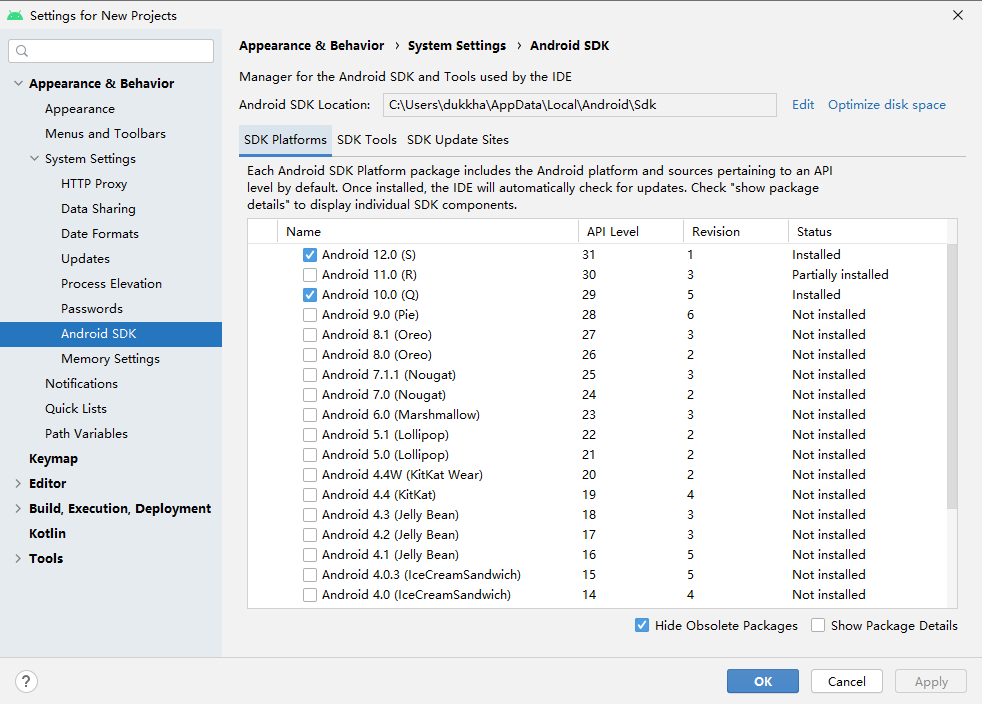 Settings for New Projects
Appearance & Behavior
Appearance
Menus and Toolbars
System Settings
HTTP Proxy
Data Sharing
Date Formats
Updates
Process Elevation
Passwords
Android SDK
Memory Settings
Notifications
Quick Lists
Path Variables
Keymap
Editor
Build, Execution, Deployment
Kotlin
Tools
Appearance & Behavior › System Settings › Android SDK
Manager for the Android SDK and Tools used by the IDE
Android SDK Location: C:\Users\dukkha\AppData\Local\Android\Sdk Edit Optimize disk space
SDK Platforms SDK Tools SDK Update Sites
Each Android SDK Platform package includes the Android platform and sources pertaining to an API
level by default. Once installed, the IDE will automatically check for updates. Check "show package
details" to display individual SDK components.
Name API Level Revision Status
Android 12.0 (S) 31 1 Installed
Android 11.0 (R) 30 3 Partially installed
Android 10.0 (Q) 29 5 Installed
Android 9.0 (Pie) 28 6 Not installed
Android 8.1 (Oreo) 27 3 Not installed
Android 8.0 (Oreo) 26 2 Not installed
Android 7.1.1 (Nougat) 25 3 Not installed
Android 7.0 (Nougat) 24 2 Not installed
Android 6.0 (Marshmallow) 23 3 Not installed
Android 5.1 (Lollipop) 22 2 Not installed
Android 5.0 (Lollipop) 21 2 Not installed
Android 4.4W (KitKat Wear) 20 2 Not installed
Android 4.4 (KitKat) 19 4 Not installed
Android 4.3 (Jelly Bean) 18 3 Not installed
Android 4.2 (Jelly Bean) 17 3 Not installed
Android 4.1 (Jelly Bean) 16 5 Not installed
Android 4.0.3 (IceCreamSandwich) 15 5 Not installed
Android 4.0 (IceCreamSandwich) 14 4 Not installed
Hide Obsolete Packages Show Package Details
? OK Cancel Apply